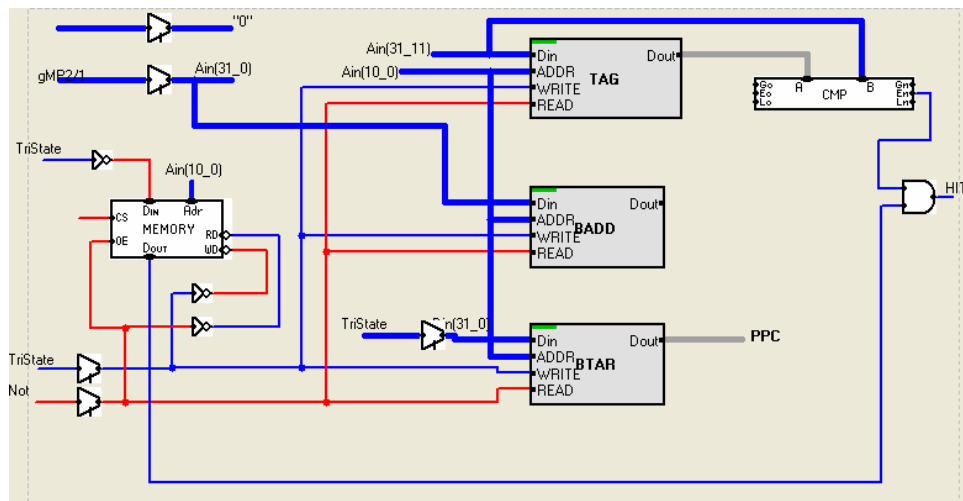 "0"
gMP2/1
Ain(31_0)
Ain(31_11)
Ain(10_0)
Din
ADDR
WRITE
READ
TAG
Dout
Go
Eo
Lo
A
B
CMP
Gn
En
Ln
TriState
Ain(10_0)
CS
OE
Din
Adr
MEMORY
Dout
RD
WD
Din
ADDR
WRITE
READ
BADD
Dout
HIT
TriState
Din(31_0)
Din
ADDR
WRITE
READ
BTAR
Dout
PPC
TriState
Not